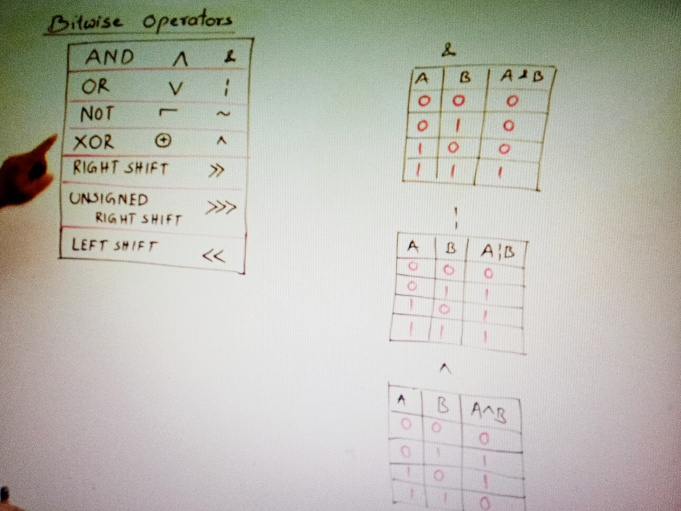 Bitwise Operators
AND ∧ &
OR ∨ ¦
NOT ⌐ ~
XOR ⊕ ^
RIGHT SHIFT >>
UNSIGNED >>>
RIGHT SHIFT
LEFT SHIFT <<
&
A B A & B
0 0 0
0 1 0
1 0 0
1 1 1
¦
A B A¦B
0 0 0
0 1 1
1 0 1
1 1 1
^
A B A^B
0 0 0
0 1 1
1 0 1
1 1 0